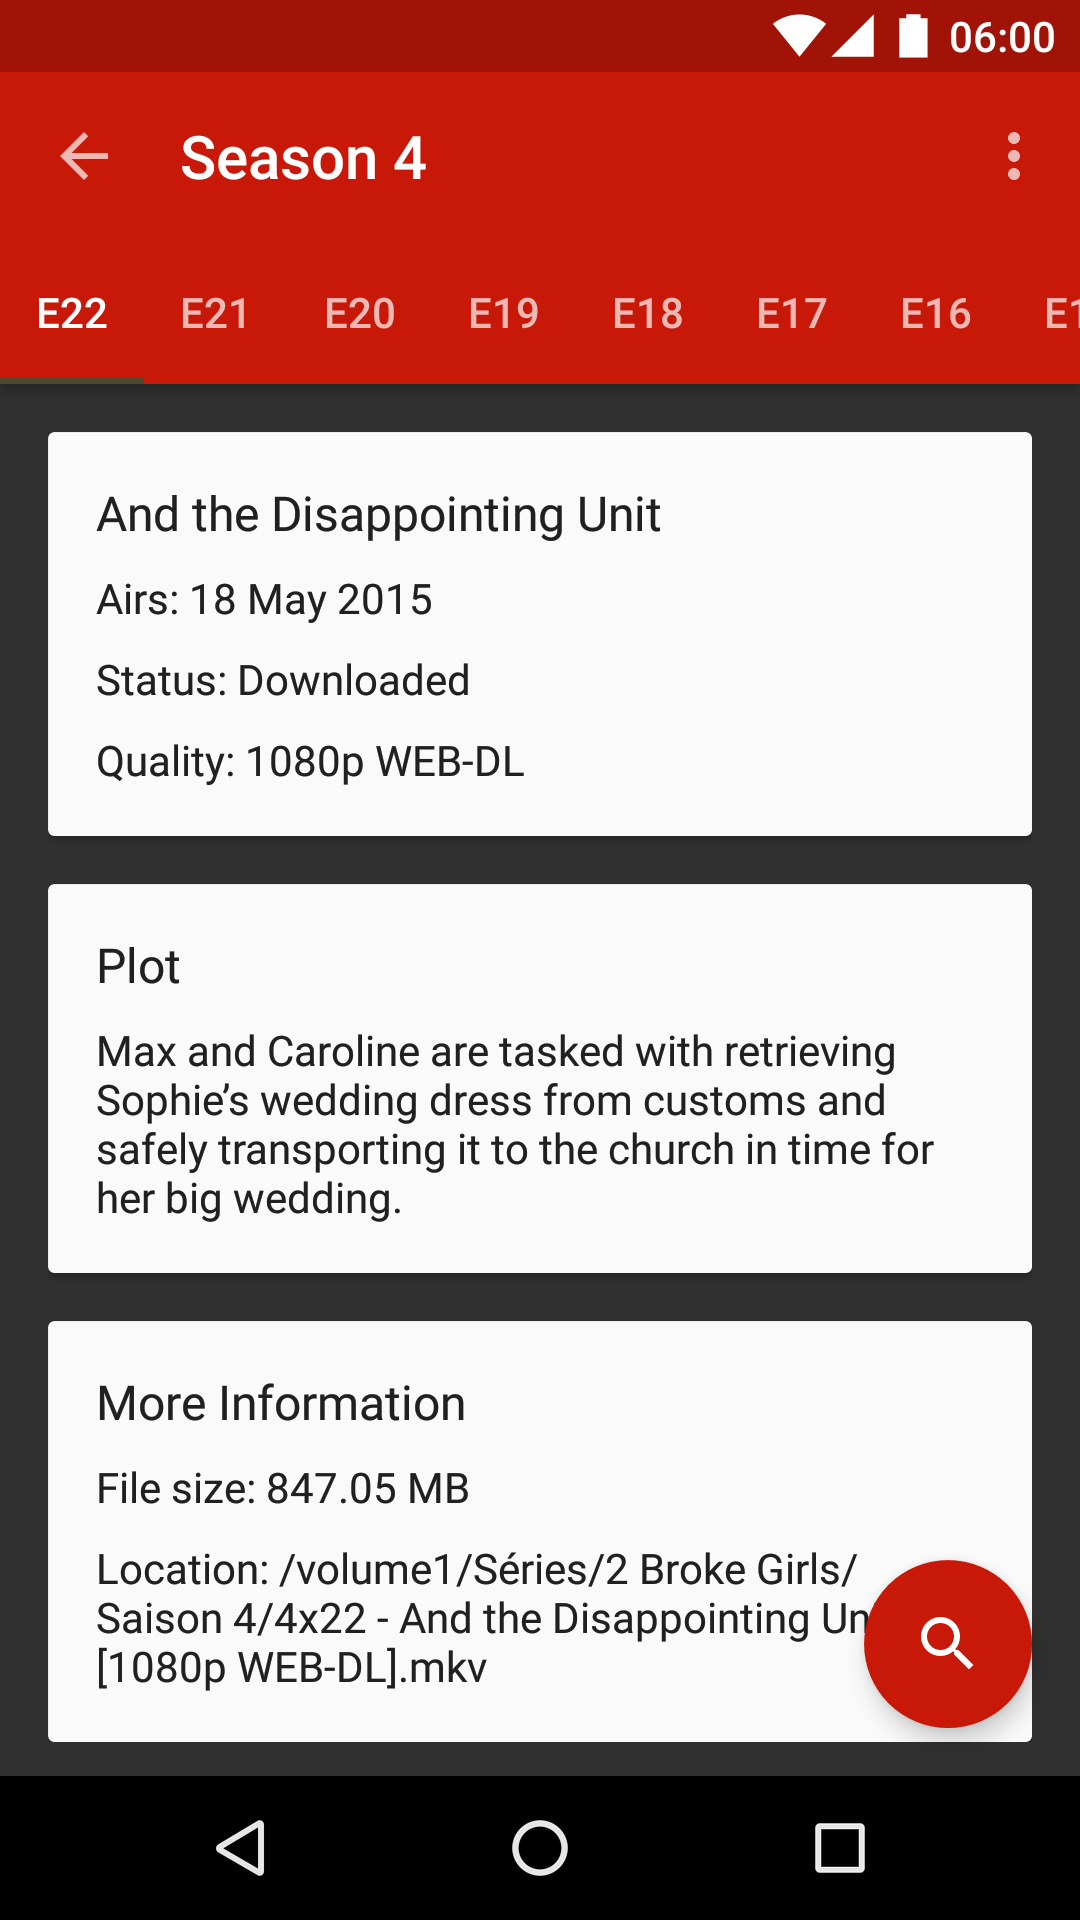 06:00
Season 4
E22 E21 E20 E19 E18 E17 E16
And the Disappointing Unit
Airs: 18 May 2015
Status: Downloaded
Quality: 1080p WEB-DL
Plot
Max and Caroline are tasked with retrieving
Sophie’s wedding dress from customs and
safely transporting it to the church in time for
her big wedding.
More Information
File size: 847.05 MB
Location: /volume1/Séries/2 Broke Girls/
Saison 4/4x22 - And the Disappointing
[1080p WEB-DL].mkv